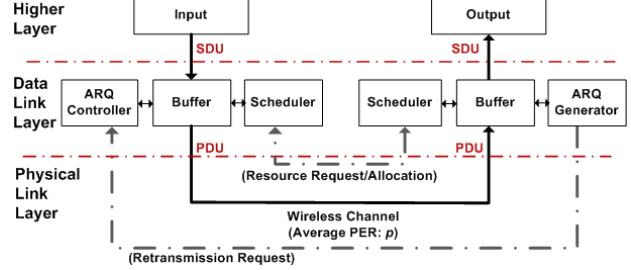 Higher
Layer
Input
Output
SDU
SDU
Data
Link
Layer
ARQ
Controller
Buffer
Scheduler
Scheduler
Buffer
ARQ
Generator
PDU
PDU
Physical
Link
Layer
(Resource Request/Allocation)
Wireless Channel
(Average PER: p)
(Retransmission Request)